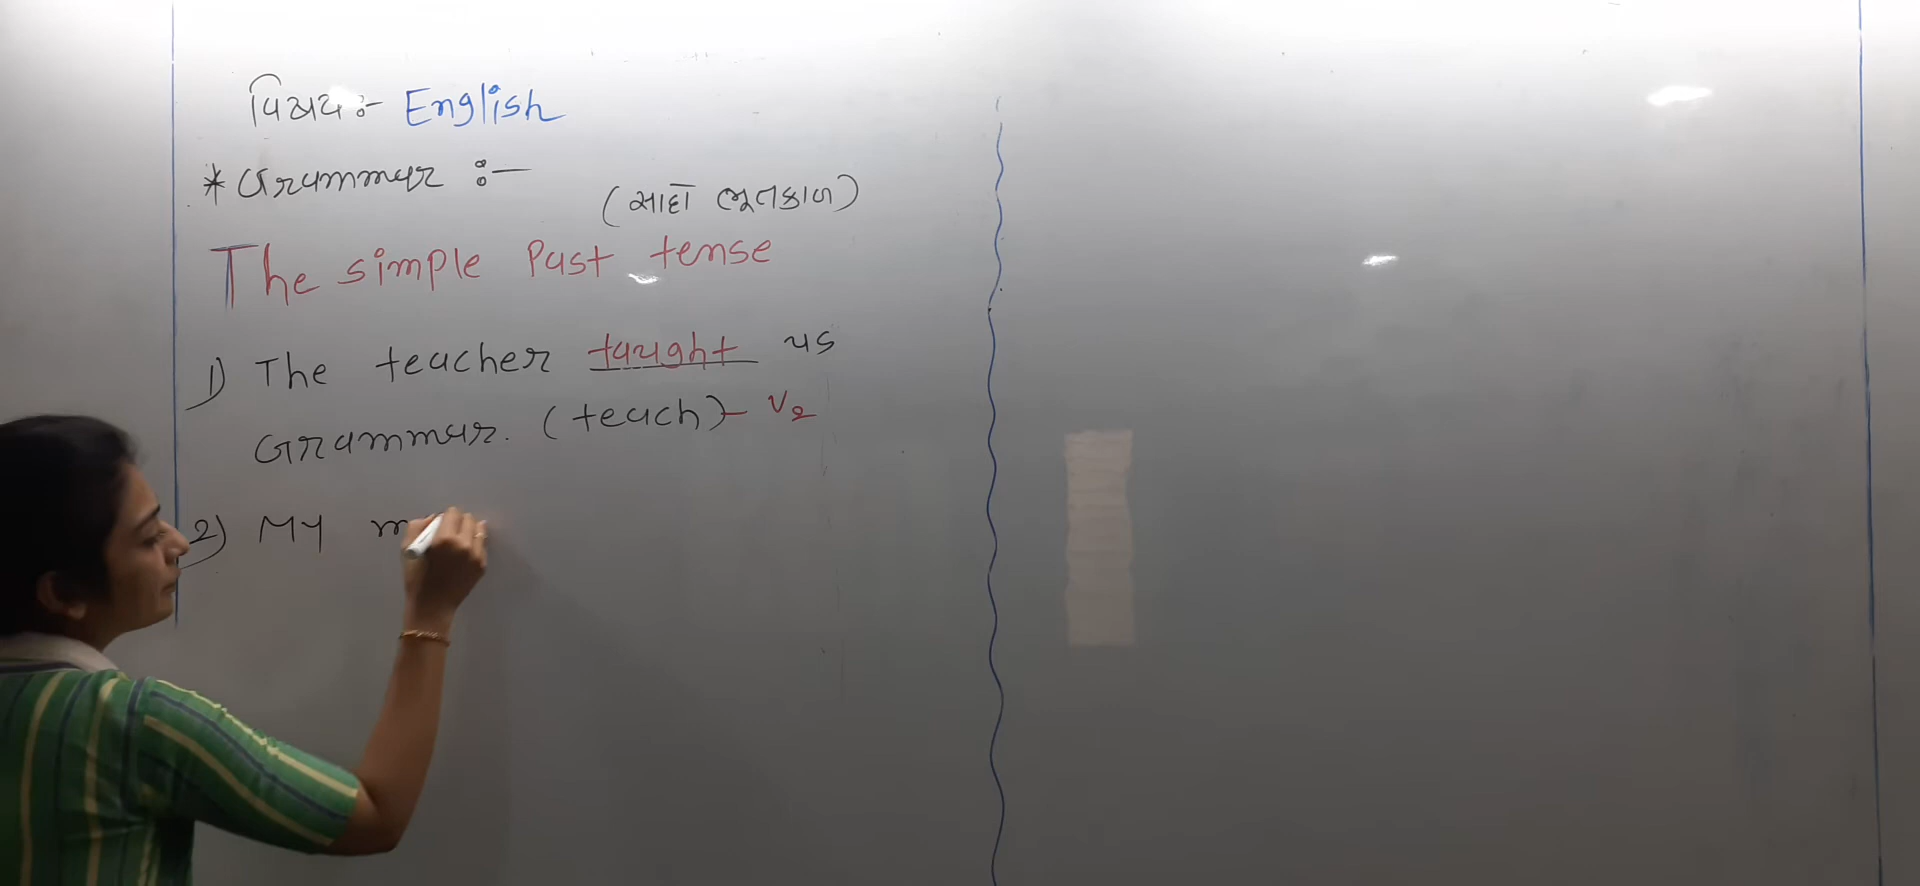 વિષય :- English
* Grammar :-
(સાદો ભૂતકાળ)
The simple Past tense
1) The teacher taught us
Grammar. (teach) - V2
2) My